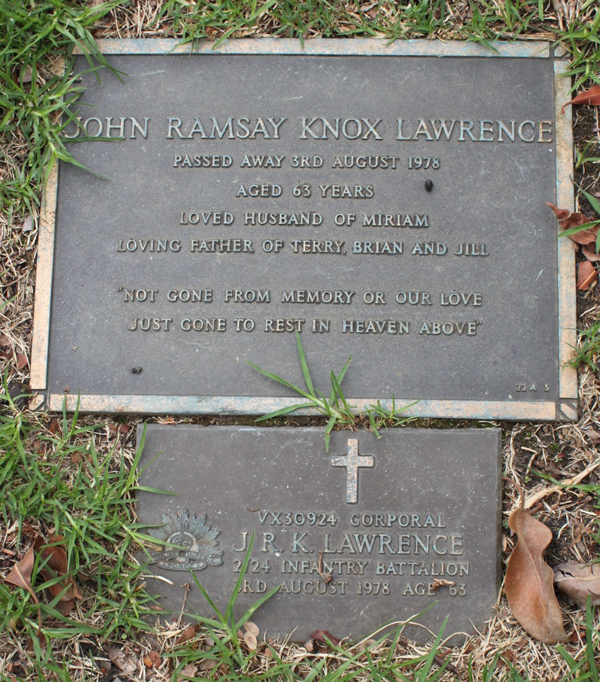 JOHN RAMSAY KNOX LAWRENCE
PASSED AWAY 3RD AUGUST 1978
AGED 63 YEARS
LOVED HUSBAND OF MIRIAM
LOVING FATHER OF TERRY, BRIAN AND JILL
"NOT GONE FROM MEMORY OR OUR LOVE
JUST GONE TO REST IN HEAVEN ABOVE"
22 A 5
VX30924 CORPORAL
J. R. K. LAWRENCE
2/24 INFANTRY BATTALION
3RD AUGUST 1978 AGE 63